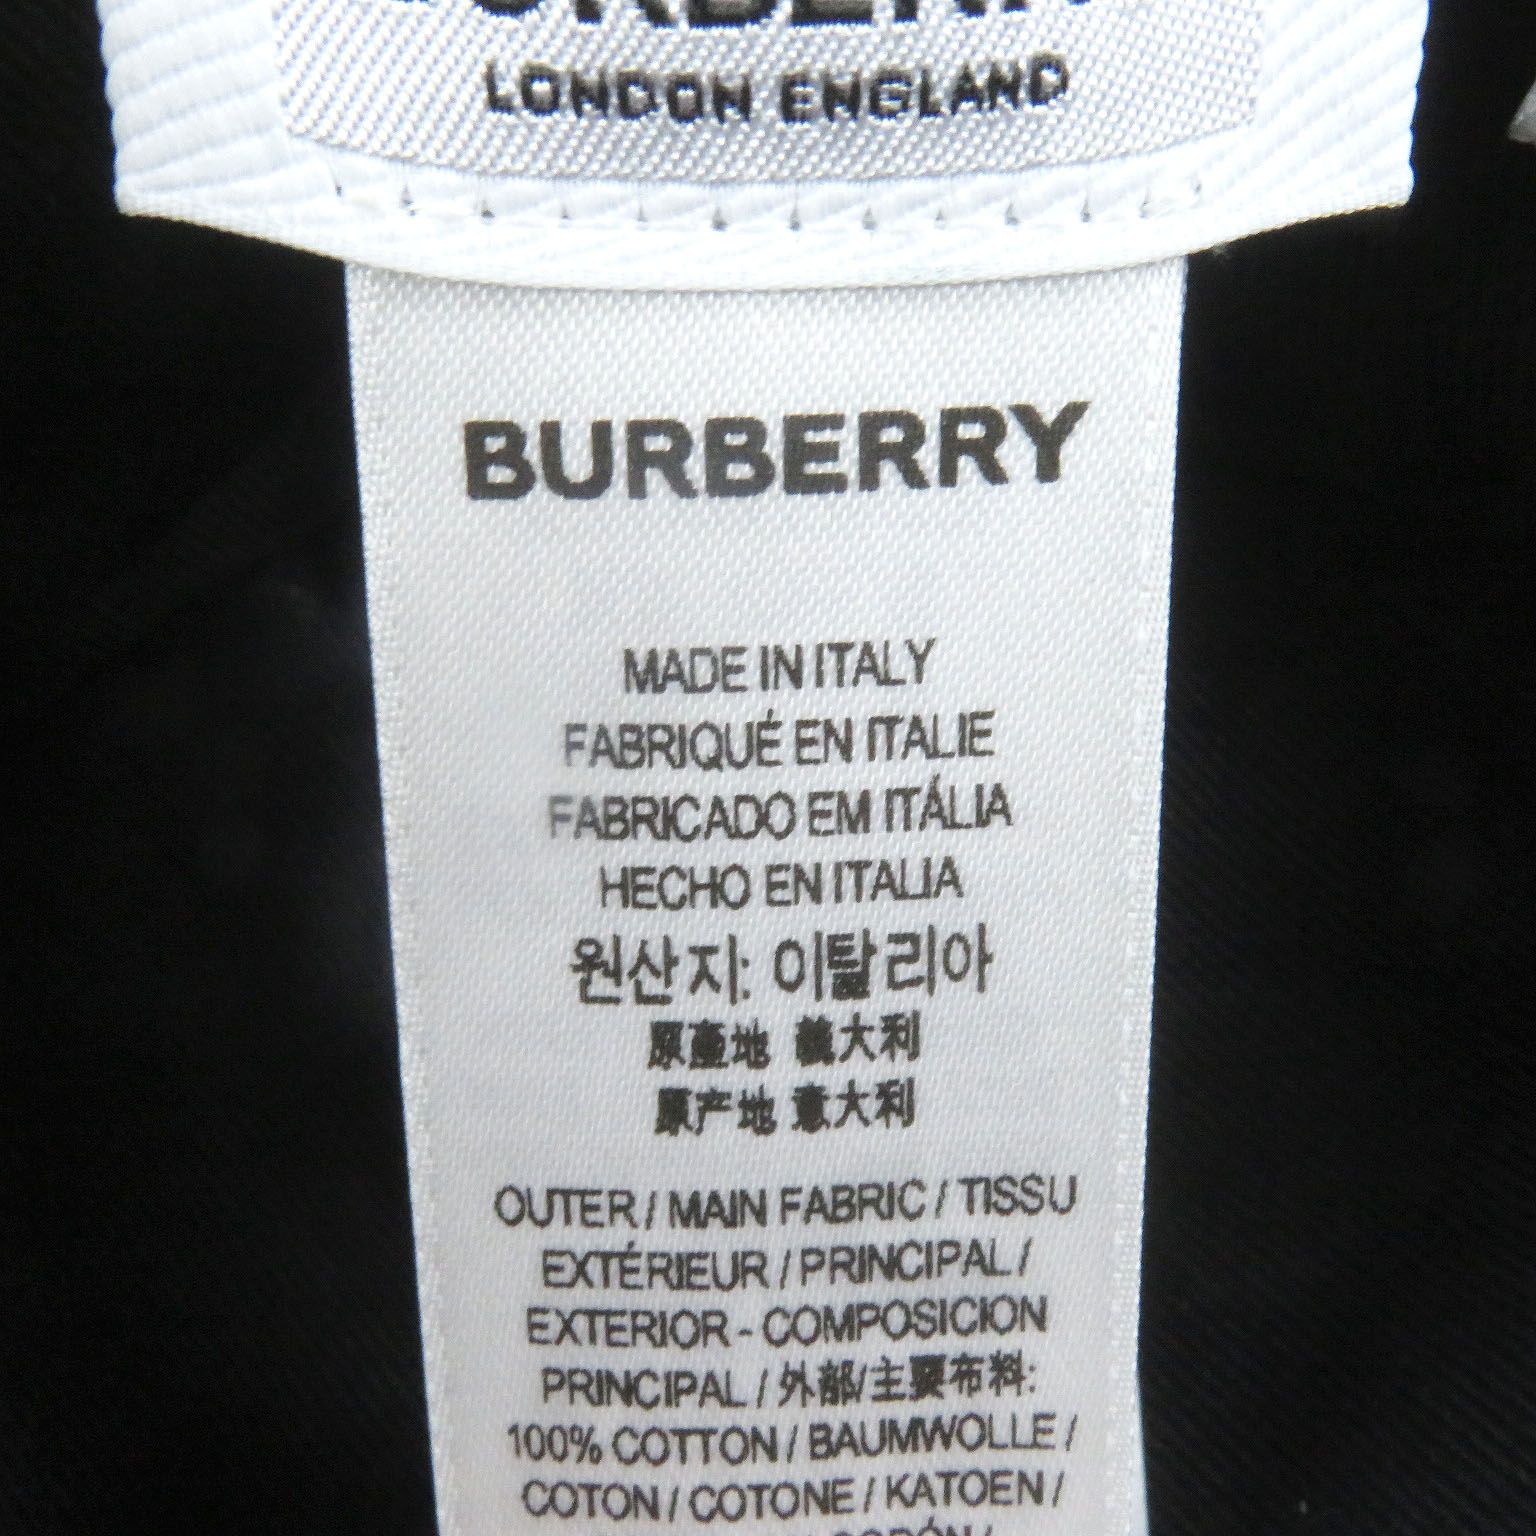 BURBERRY
LONDON ENGLAND
BURBERRY
MADE IN ITALY
FABRIQUÉ EN ITALIE
FABRICADO EM ITÁLIA
HECHO EN ITALIA
원산지: 이탈리아
原產地 義大利
原产地 意大利
OUTER / MAIN FABRIC / TISSU
EXTÉRIEUR / PRINCIPAL /
EXTERIOR - COMPOSICION
PRINCIPAL / 外部/主要布料:
100% COTTON / BAUMWOLLE /
COTON / COTONE / KATOEN /